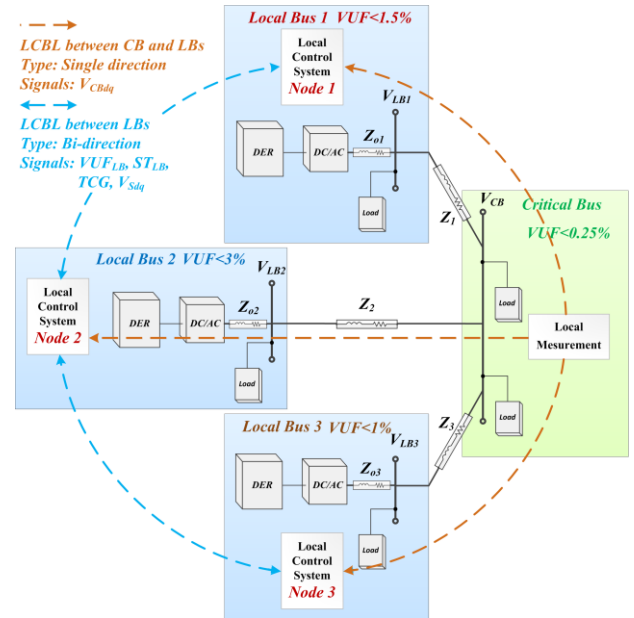 LCBL between CB and LBs
Type: Single direction
Signals: VCBdq
LCBL between LBs
Type: Bi-direction
Signals: VUFLB, STLB,
TCG, VSdq
Local Bus 1 VUF<1.5%
Local
Control
System
Node 1
VLB1
DER
DC/AC
Zo1
Load
Z1
VCB
Critical Bus
VUF<0.25%
Load
Local
Mesurement
Load
Local Bus 2 VUF<3%
VLB2
Local
Control
System
Node 2
DER
DC/AC
Zo2
Load
Z2
Local Bus 3 VUF<1%
VLB3
Z3
DER
DC/AC
Zo3
Load
Local
Control
System
Node 3